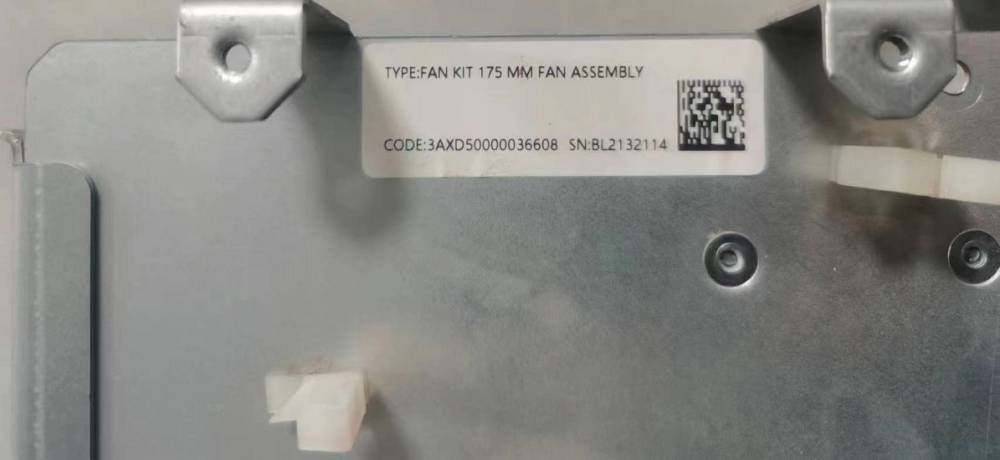 TYPE:FAN KIT 175 MM FAN ASSEMBLY
CODE:3AXD50000036608 SN:BL2132114